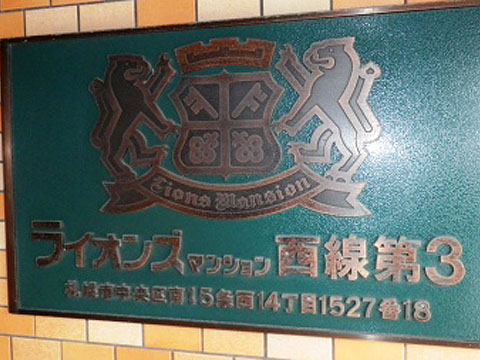 Lions Mansion
ライオンズマンション 西線第3
札幌市中央区南15条西14丁目1527番18